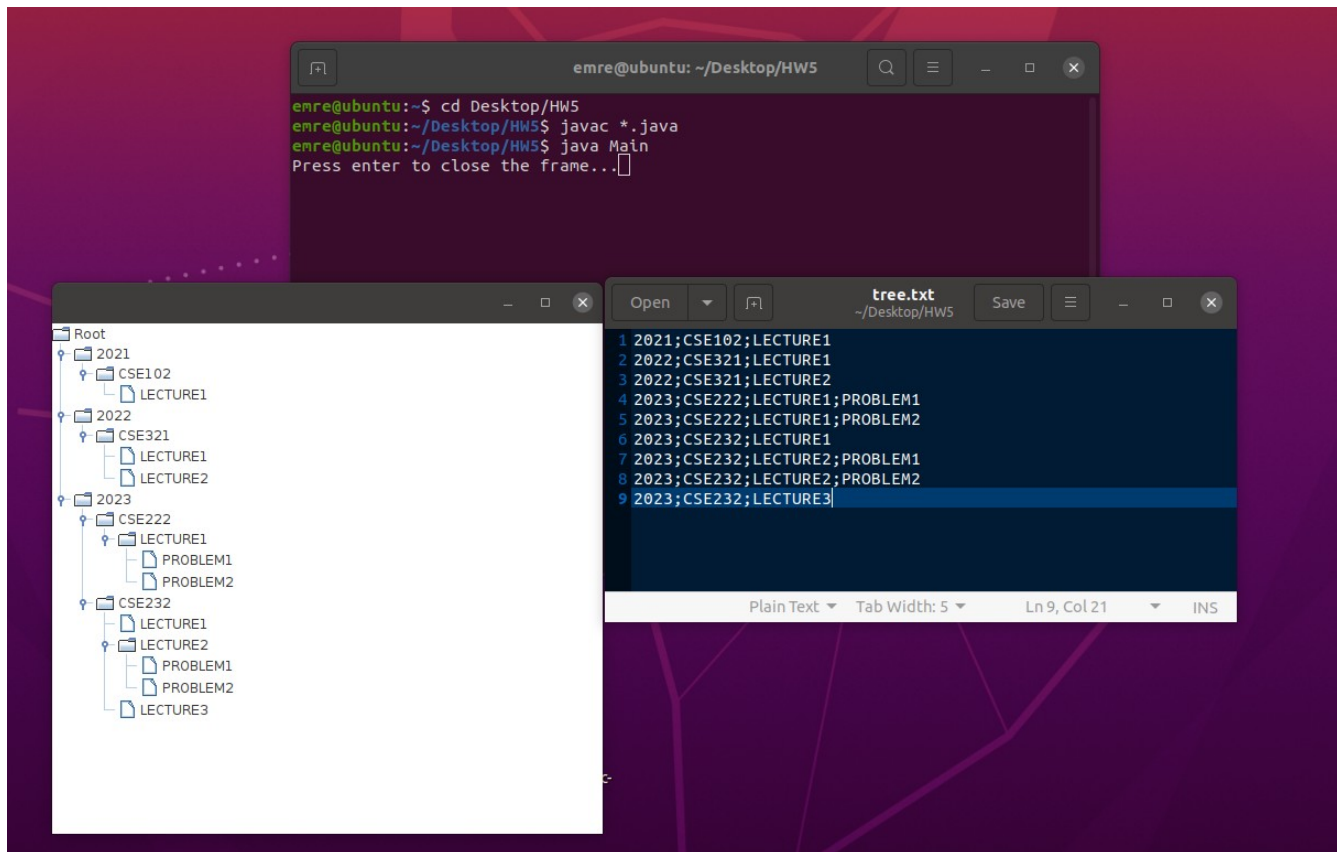 emre@ubuntu: ~/Desktop/HW5
emre@ubuntu:~$ cd Desktop/HW5
emre@ubuntu:~/Desktop/HW5$ javac *.java
emre@ubuntu:~/Desktop/HW5$ java Main
Press enter to close the frame...
Root
2021
CSE102
LECTURE1
2022
CSE321
LECTURE1
LECTURE2
2023
CSE222
LECTURE1
PROBLEM1
PROBLEM2
CSE232
LECTURE1
LECTURE2
PROBLEM1
PROBLEM2
LECTURE3
Open tree.txt Save
~/Desktop/HW5
1 2021;CSE102;LECTURE1
2 2022;CSE321;LECTURE1
3 2022;CSE321;LECTURE2
4 2023;CSE222;LECTURE1;PROBLEM1
5 2023;CSE222;LECTURE1;PROBLEM2
6 2023;CSE232;LECTURE1
7 2023;CSE232;LECTURE2;PROBLEM1
8 2023;CSE232;LECTURE2;PROBLEM2
9 2023;CSE232;LECTURE3
Plain Text Tab Width: 5 Ln 9, Col 21 INS